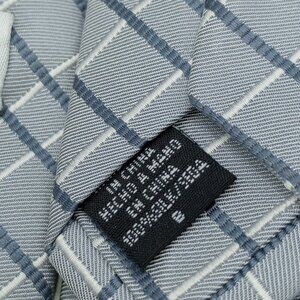 IN CHINA
HECHO A MANO
EN CHINA
100%SILK/SEDA